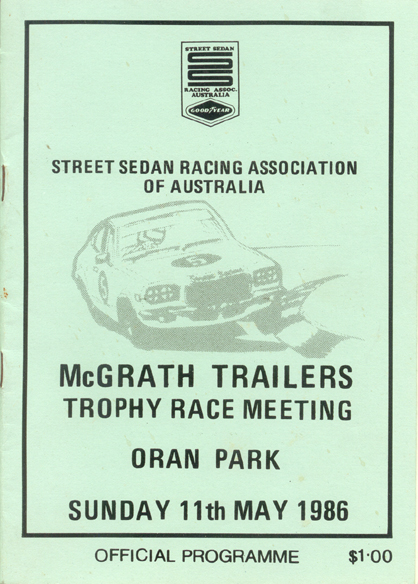 STREET SEDAN
RACING ASSOC.
AUSTRALIA
GOODYEAR
STREET SEDAN RACING ASSOCIATION
OF AUSTRALIA
5
McGRATH TRAILERS
TROPHY RACE MEETING
ORAN PARK
SUNDAY 11th MAY 1986
OFFICIAL PROGRAMME $1·00